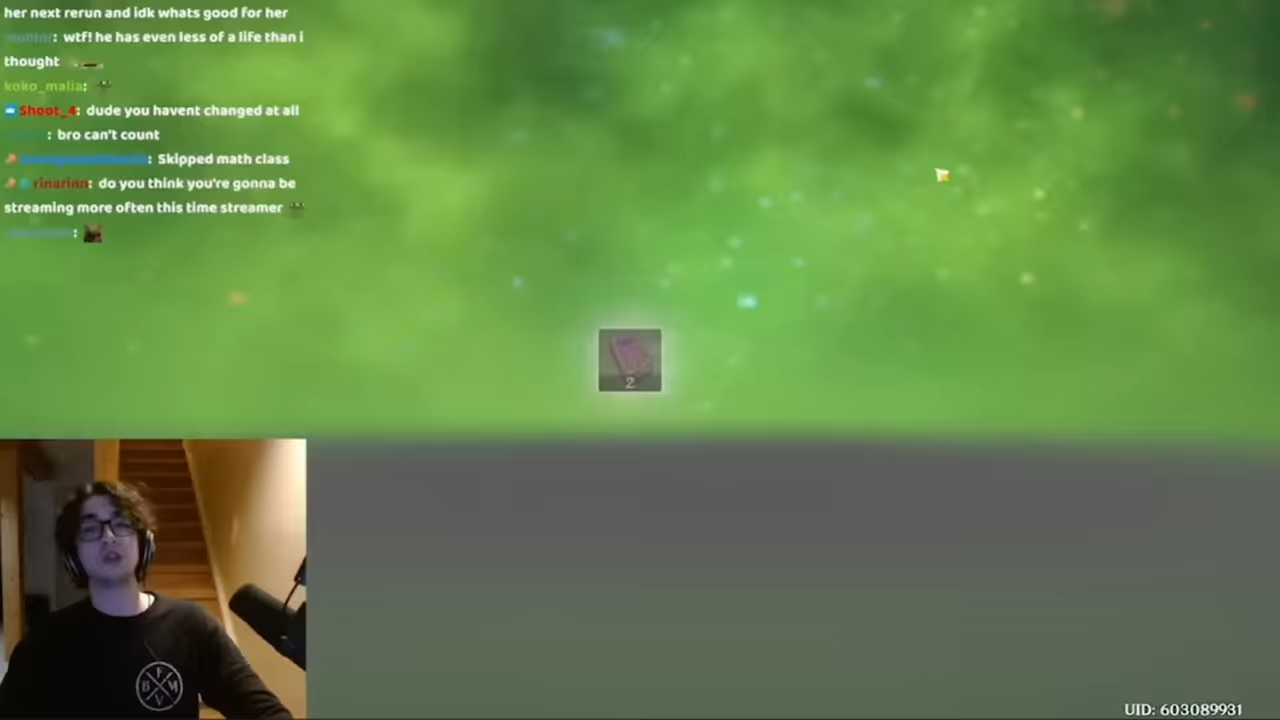 her next rerun and idk whats good for her
: wtf! he has even less of a life than i
thought
koko_malia:
Shoot_4: dude you havent changed at all
: bro can't count
: Skipped math class
rinarinn: do you think you're gonna be
streaming more often this time streamer
:
2
F
B M
V
UID: 603089931